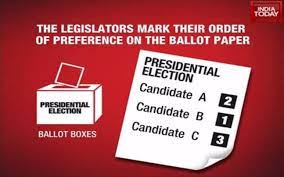 THE LEGISLATORS MARK THEIR ORDER
OF PREFERENCE ON THE BALLOT PAPER
INDIA
TODAY
PRESIDENTIAL
ELECTION
BALLOT BOXES
PRESIDENTIAL
ELECTION
Candidate A 2
Candidate B 1
Candidate C 3